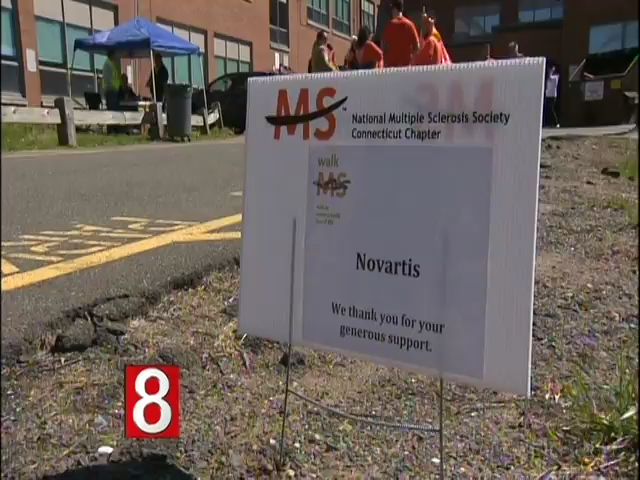 MS
National Multiple Sclerosis Society
Connecticut Chapter
walk
MS
Novartis
We thank you for your
generous support.
8